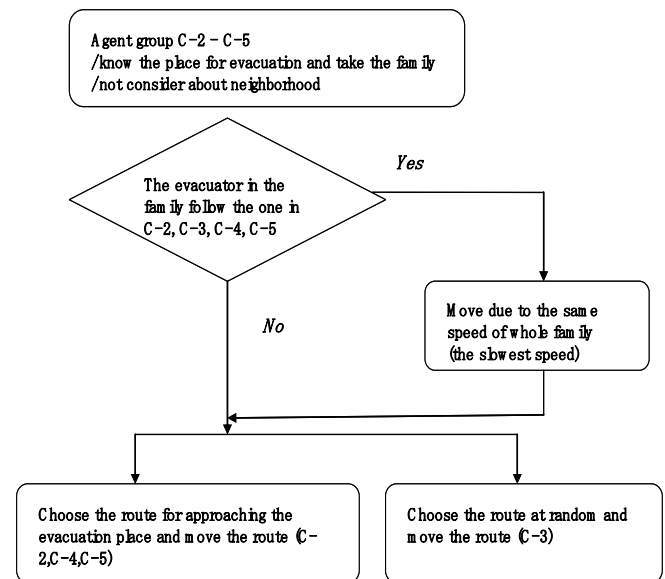 Agent group C-2 - C-5
/know the place for evacuation and take the family
/not consider about neighborhood
Yes
The evacuator in the
family follow the one in
C-2, C-3, C-4, C-5
Move due to the same
speed of whole family
(the slowest speed)
No
Choose the route for approaching the
evacuation place and move the route (C-
2,C-4,C-5)
Choose the route at random and
move the route (C-3)